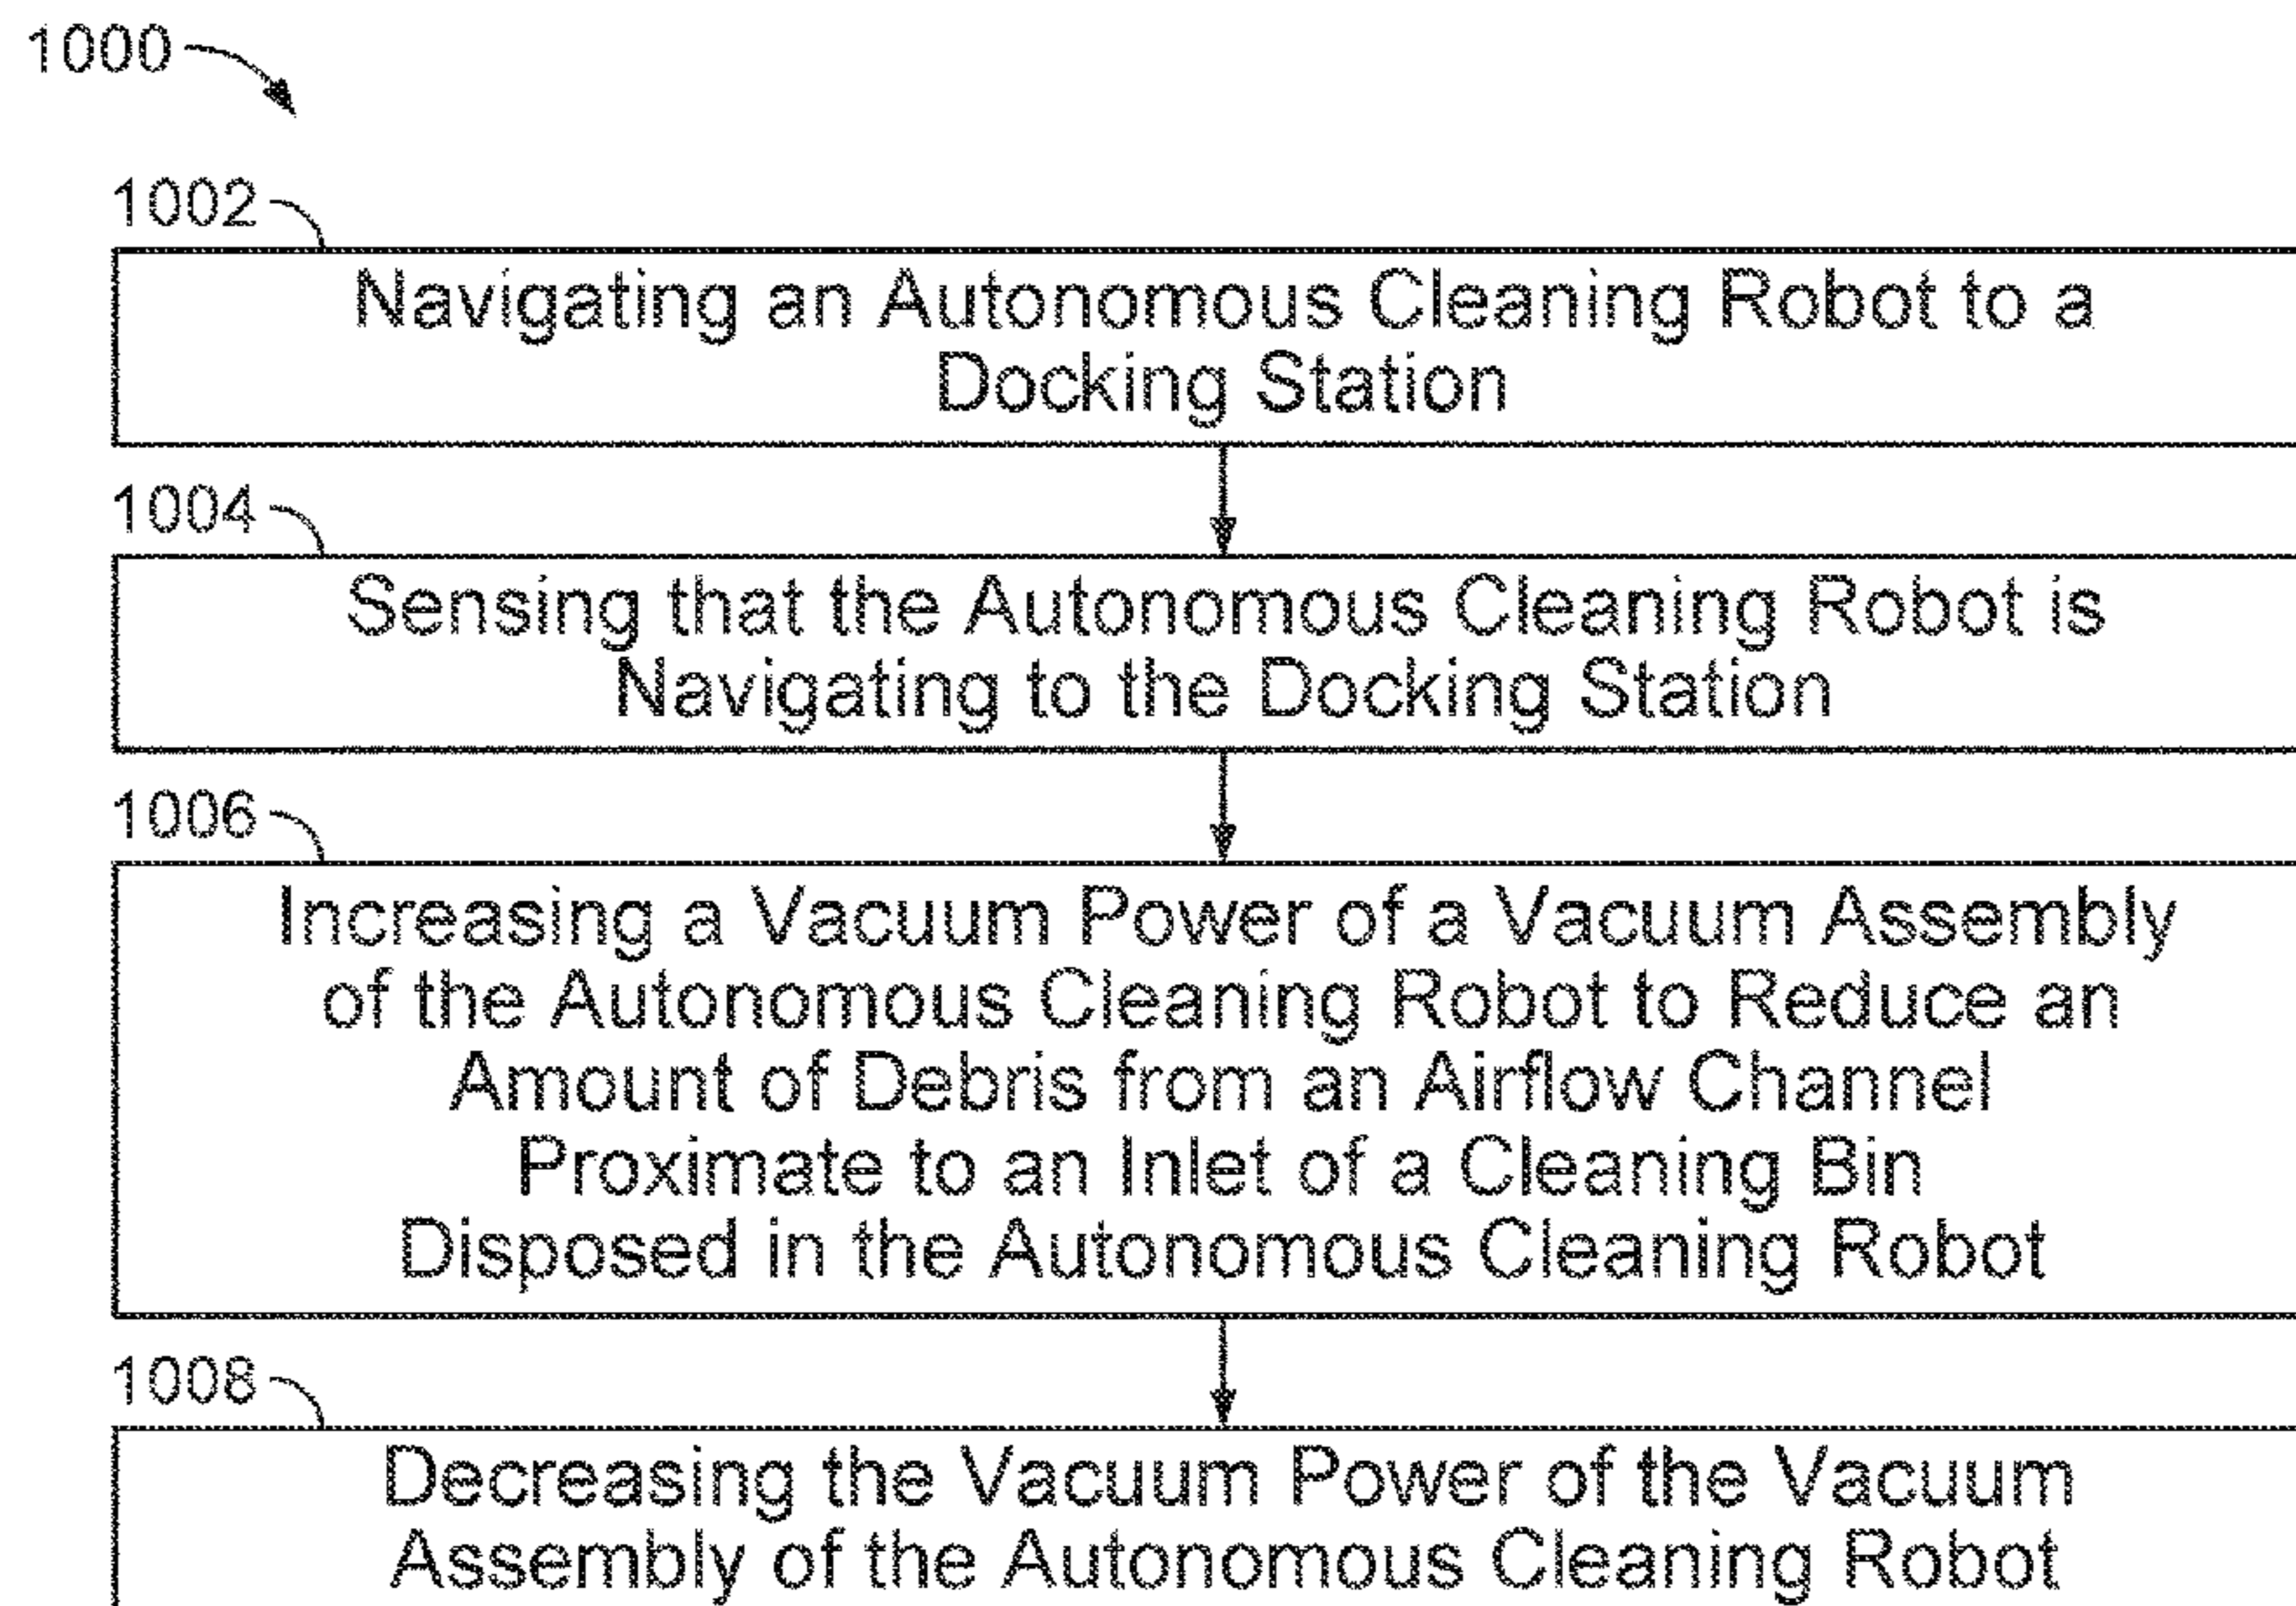 1000
1002
Navigating an Autonomous Cleaning Robot to a
Docking Station
1004
Sensing that the Autonomous Cleaning Robot is
Navigating to the Docking Station
1006
Increasing a Vacuum Power of a Vacuum Assembly
of the Autonomous Cleaning Robot to Reduce an
Amount of Debris from an Airflow Channel
Proximate to an Inlet of a Cleaning Bin
Disposed in the Autonomous Cleaning Robot
1008
Decreasing the Vacuum Power of the Vacuum
Assembly of the Autonomous Cleaning Robot